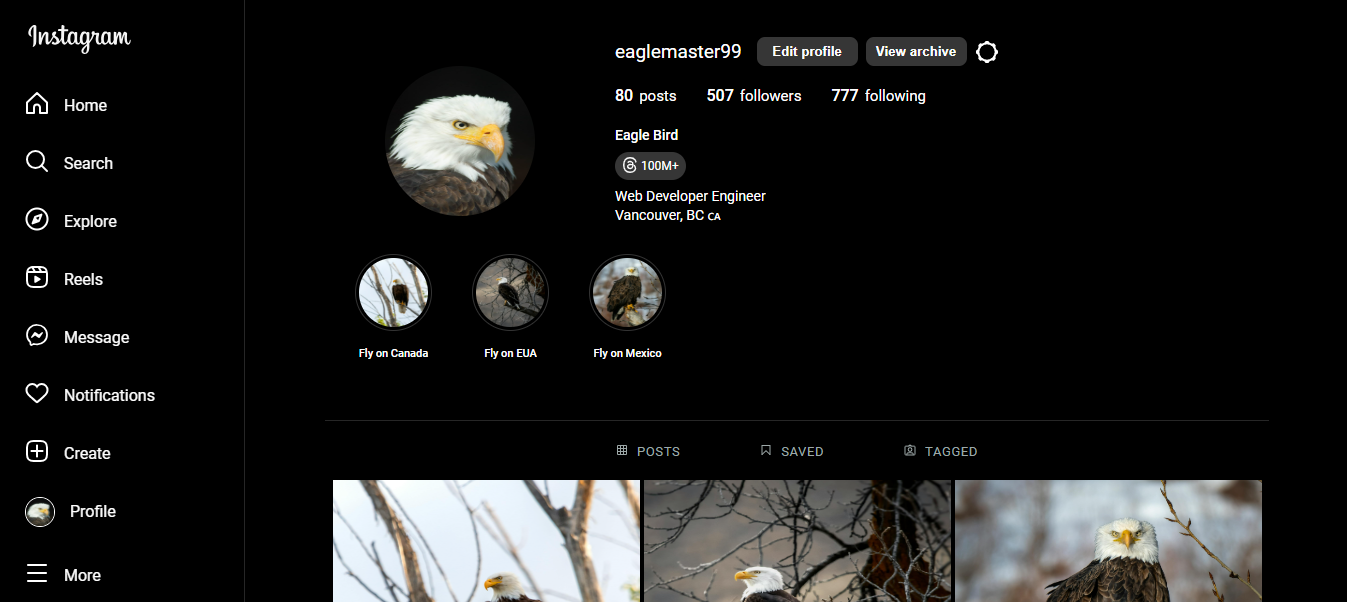 Instagram
Home
Search
Explore
Reels
Message
Notifications
Create
Profile
More
eaglemaster99 Edit profile View archive
80 posts 507 followers 777 following
Eagle Bird
100M+
Web Developer Engineer
Vancouver, BC CA
Fly on Canada Fly on EUA Fly on Mexico
POSTS SAVED TAGGED